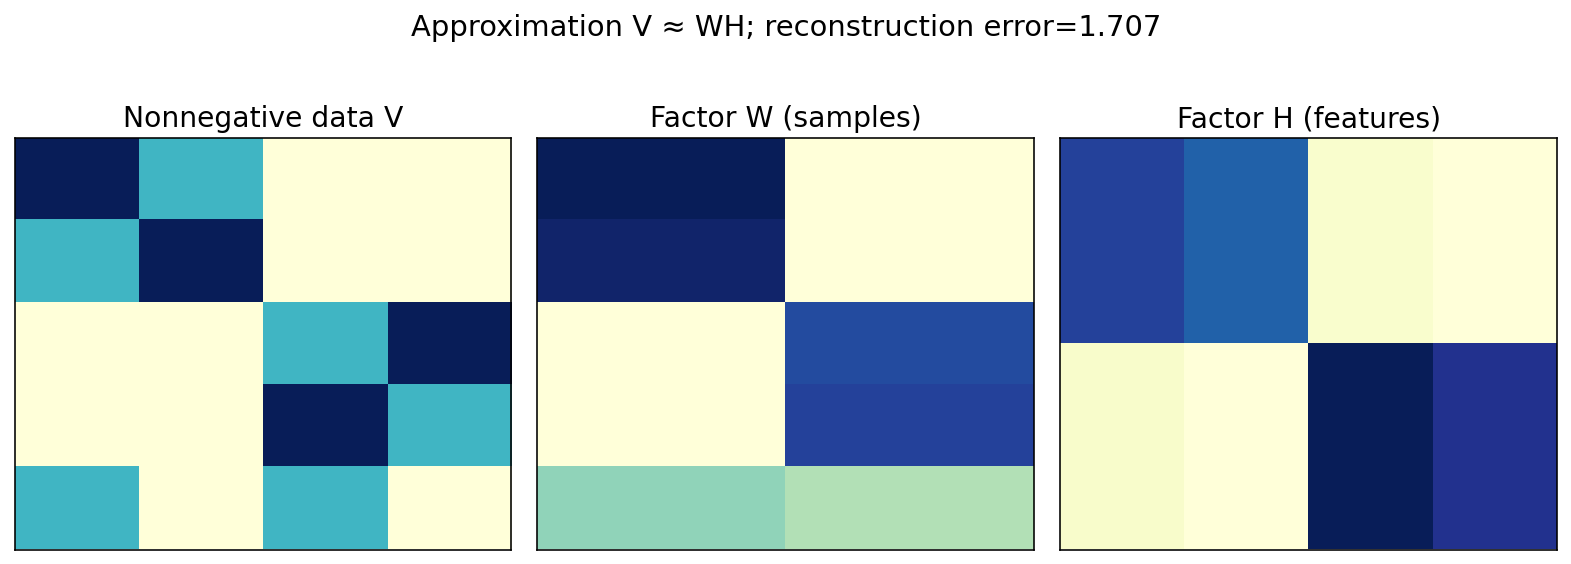 Approximation V ≈ WH; reconstruction error=1.707
Nonnegative data V
Factor W (samples)
Factor H (features)